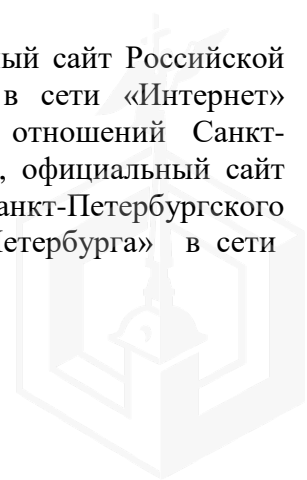 ый сайт Российской
в сети «Интернет»
отношений Санкт-
, официальный сайт
анкт-Петербургского
Петербурга» в сети